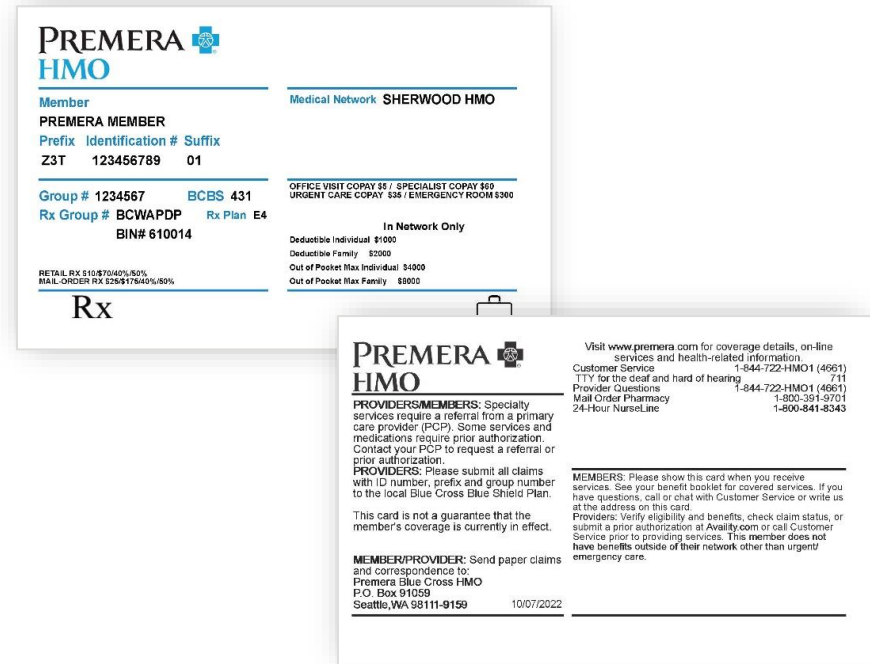 PREMERA
HMO
Member
PREMERA MEMBER
Prefix Identification # Suffix
Z3T 123456789 01
Group # 1234567 BCBS 431
Rx Group # BCWAPDP Rx Plan E4
BIN# 610014
RETAIL RX $10/$70/40%/50%
MAIL-ORDER RX $25/$175/40%/50%
Rx
Medical Network SHERWOOD HMO
OFFICE VISIT COPAY $5 / SPECIALIST COPAY $60
URGENT CARE COPAY $35 / EMERGENCY ROOM $300
In Network Only
Deductible Individual $1000
Deductible Family $2000
Out of Pocket Max Individual $4000
Out of Pocket Max Family $8000
PREMERA
HMO
PROVIDERS/MEMBERS: Specialty
services require a referral from a primary
care provider (PCP). Some services and
medications require prior authorization.
Contact your PCP to request a referral or
prior authorization.
PROVIDERS: Please submit all claims
with ID number, prefix and group number
to the local Blue Cross Blue Shield Plan.
This card is not a guarantee that the
member's coverage is currently in effect.
MEMBER/PROVIDER: Send paper claims
and correspondence to:
Premera Blue Cross HMO
P.O. Box 91059
Seattle,WA 98111-9159 10/07/2022
Visit www.premera.com for coverage details, on-line
services and health-related information.
Customer Service 1-844-722-HMO1 (4661)
TTY for the deaf and hard of hearing 711
Provider Questions 1-844-722-HMO1 (4661)
Mail Order Pharmacy 1-800-391-9701
24-Hour NurseLine 1-800-841-8343
MEMBERS: Please show this card when you receive
services. See your benefit booklet for covered services. If you
have questions, call or chat with Customer Service or write us
at the address on this card.
Providers: Verify eligibility and benefits, check claim status, or
submit a prior authorization at Availity.com or call Customer
Service prior to providing services. This member does not
have benefits outside of their network other than urgent/
emergency care.